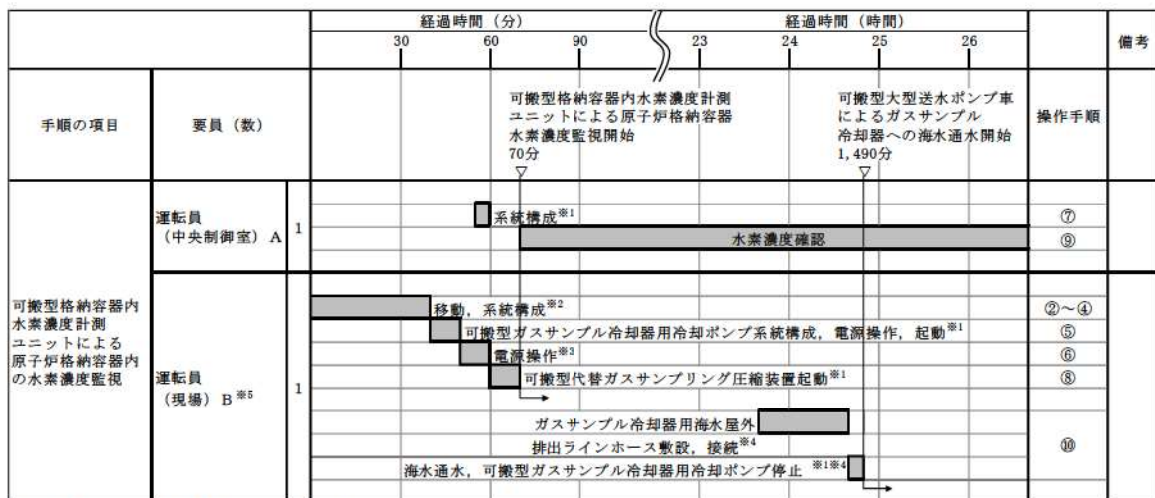 経過時間（分）
経過時間（時間）
備考
30
60
90
23
24
25
26
手順の項目
要員（数）
可搬型格納容器内水素濃度計測
ユニットによる原子炉格納容器
水素濃度監視開始
70分
▽
可搬型大型送水ポンプ車
によるガスサンプル
冷却器への海水通水開始
1,490分
▽
操作手順
可搬型格納容器内
水素濃度計測
ユニットによる
原子炉格納容器内
の水素濃度監視
運転員
（中央制御室）A
1
系統構成※1
⑦
水素濃度確認
⑨
運転員
（現場）B※5
1
移動，系統構成※2
②～④
可搬型ガスサンプル冷却器用冷却ポンプ系統構成，電源操作，起動※1
⑤
電源操作※3
⑥
可搬型代替ガスサンプリング圧縮装置起動※1
⑧
ガスサンプル冷却器用海水屋外
排出ラインホース敷設，接続※4
⑩
海水通水，可搬型ガスサンプル冷却器用冷却ポンプ停止 ※1※4